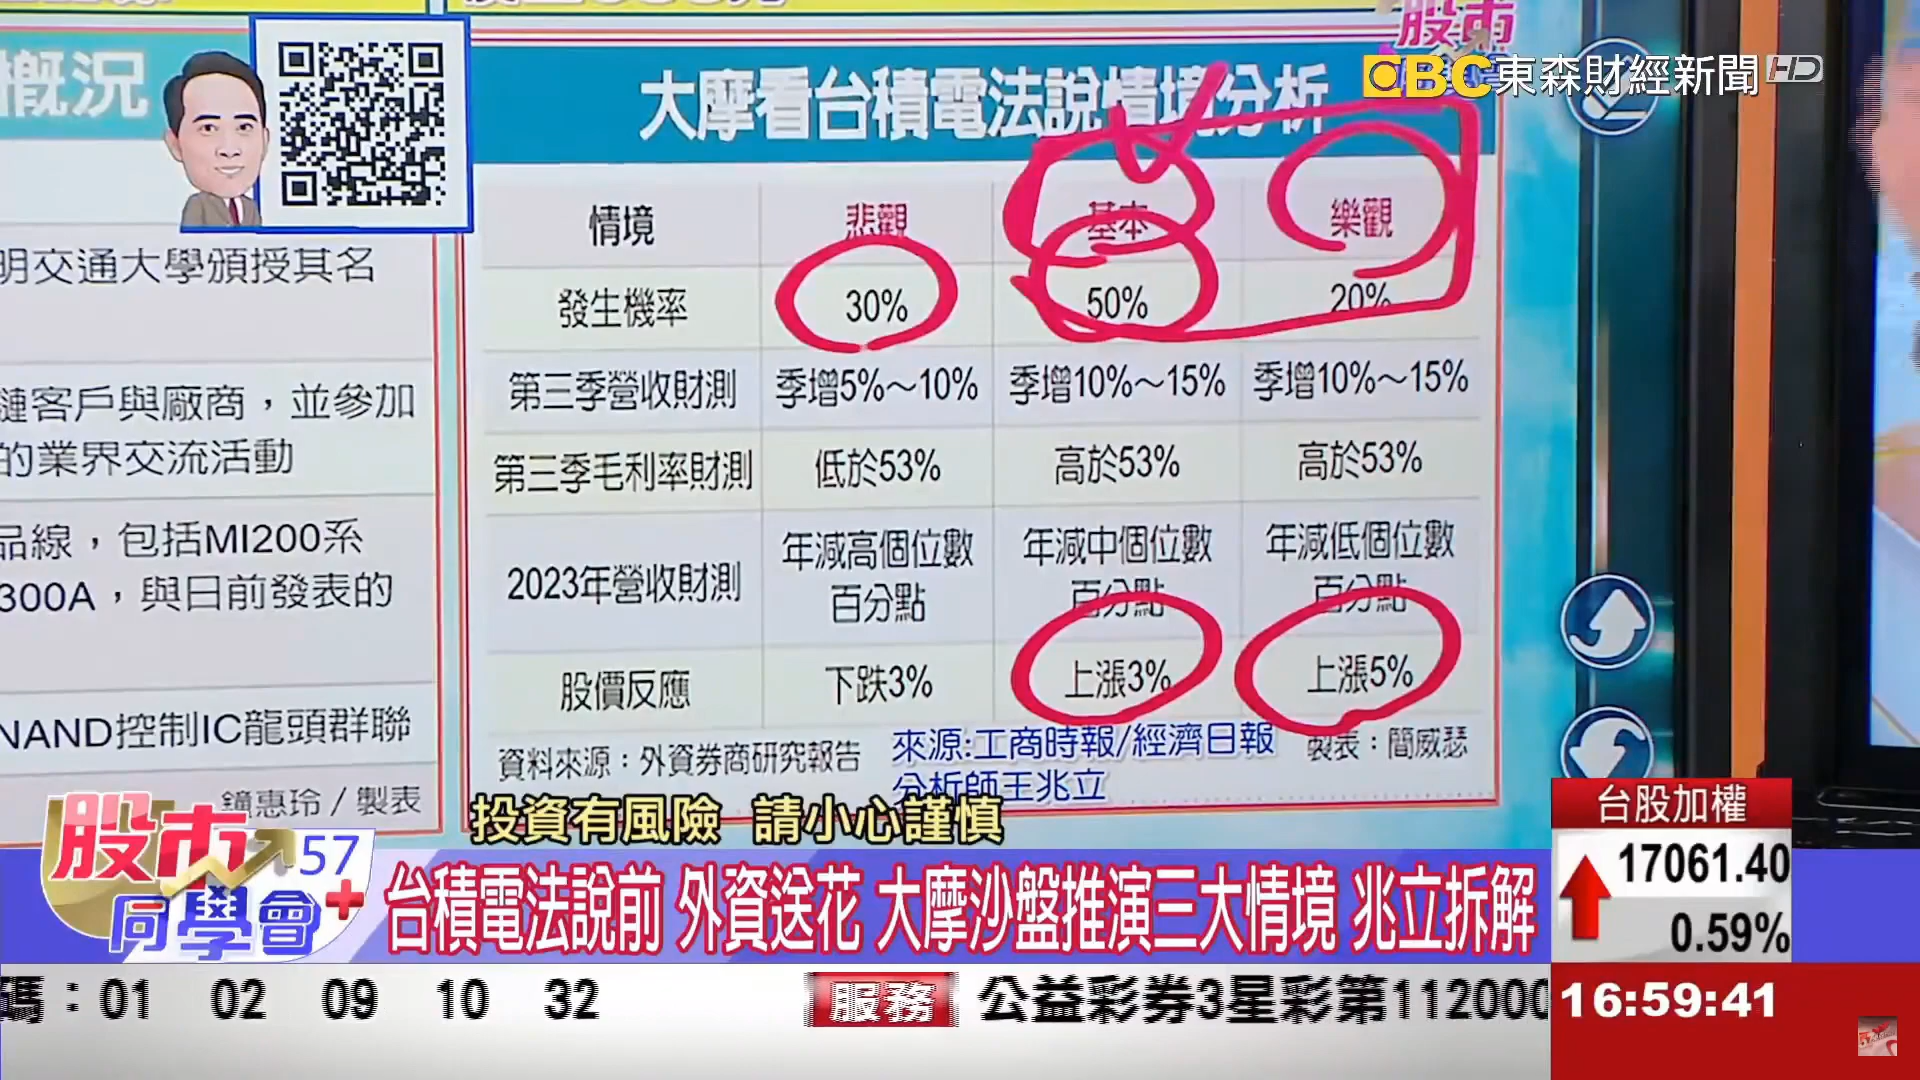 概況
股市
EBC東森財經新聞 HD
大摩看台積電法說情境分析
情境 悲觀 基本 樂觀
發生機率 30% 50% 20%
第三季營收財測 季增5%～10% 季增10%～15% 季增10%～15%
第三季毛利率財測 低於53% 高於53% 高於53%
2023年營收財測 年減高個位數百分點 年減中個位數百分點 年減低個位數百分點
股價反應 下跌3% 上漲3% 上漲5%
資料來源：外資券商研究報告
來源:工商時報/經濟日報
分析師王兆立
製表：簡威瑟
明交通大學頒授其名
鏈客戶與廠商，並參加
的業界交流活動
品線，包括MI200系
300A，與日前發表的
NAND控制IC龍頭群聯
鐘惠玲／製表
投資有風險 請小心謹慎
股市 57
同學會+
台積電法說前 外資送花 大摩沙盤推演三大情境 兆立拆解
台股加權
17061.40
0.59%
碼：01 02 09 10 32
服務
公益彩券3星彩第112000
16:59:41